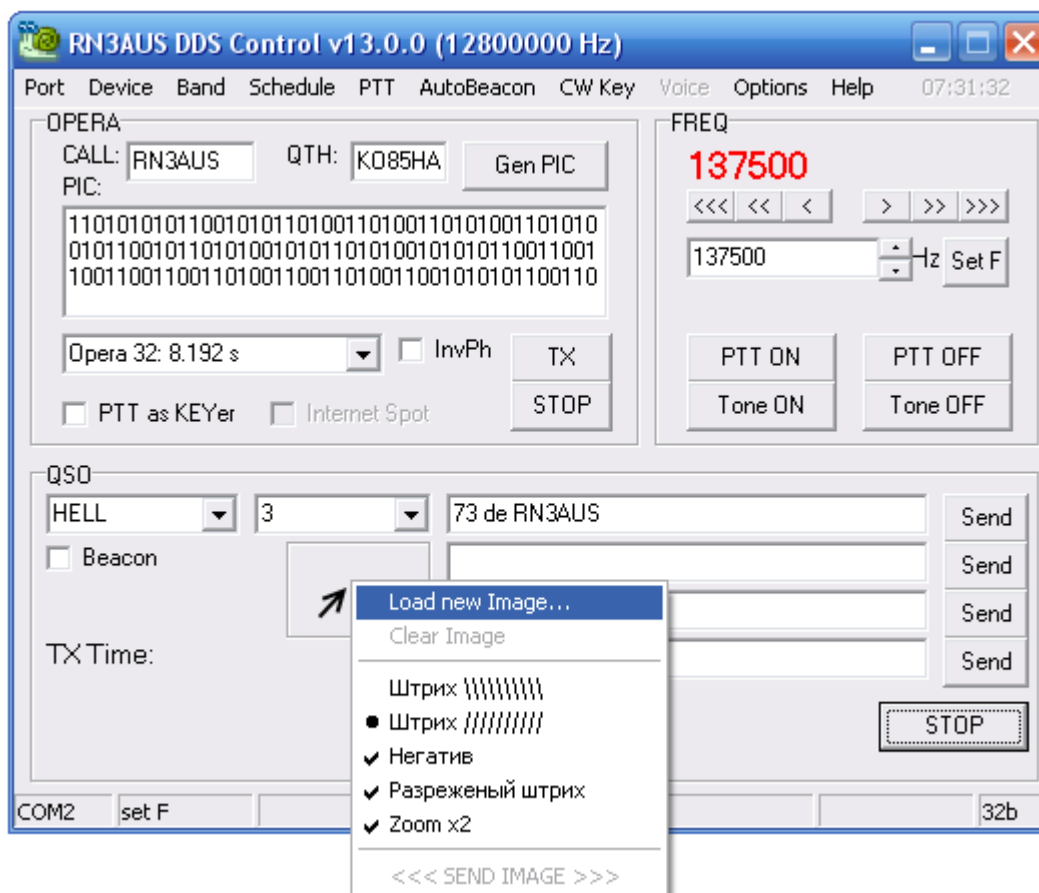 RN3AUS DDS Control v13.0.0 (12800000 Hz)
Port Device Band Schedule PTT AutoBeacon CW Key Voice Options Help 07:31:32
OPERA
CALL: RN3AUS QTH: KO85HA Gen PIC
PIC:
11010101011001010110100110100110101001101010
01011001011010100101011010100101010110011001
10011001100110100110011010011001010101100110
Opera 32: 8.192 s InvPh TX
PTT as KEYer Internet Spot STOP
FREQ
137500
<<< << < > >> >>>
137500 Hz Set F
PTT ON PTT OFF
Tone ON Tone OFF
QSO
HELL 3 73 de RN3AUS Send
Beacon Send
Send
TX Time: Send
STOP
Load new Image...
Clear Image
Штрих \\\\\\\\\\
Штрих //////////
Негатив
Разреженый штрих
Zoom x2
<<< SEND IMAGE >>>
COM2 set F 32b